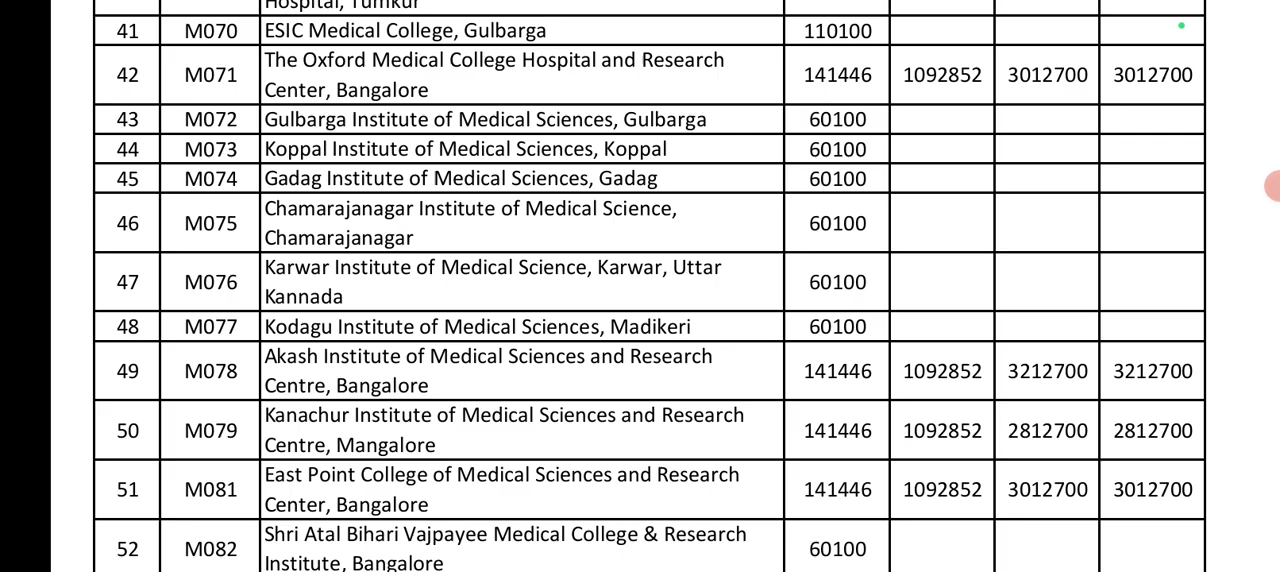 Hospital, Tumkur
41 M070 ESIC Medical College, Gulbarga 110100
42 M071 The Oxford Medical College Hospital and Research Center, Bangalore 141446 1092852 3012700 3012700
43 M072 Gulbarga Institute of Medical Sciences, Gulbarga 60100
44 M073 Koppal Institute of Medical Sciences, Koppal 60100
45 M074 Gadag Institute of Medical Sciences, Gadag 60100
46 M075 Chamarajanagar Institute of Medical Science, Chamarajanagar 60100
47 M076 Karwar Institute of Medical Science, Karwar, Uttar Kannada 60100
48 M077 Kodagu Institute of Medical Sciences, Madikeri 60100
49 M078 Akash Institute of Medical Sciences and Research Centre, Bangalore 141446 1092852 3212700 3212700
50 M079 Kanachur Institute of Medical Sciences and Research Centre, Mangalore 141446 1092852 2812700 2812700
51 M081 East Point College of Medical Sciences and Research Center, Bangalore 141446 1092852 3012700 3012700
52 M082 Shri Atal Bihari Vajpayee Medical College & Research Institute, Bangalore 60100